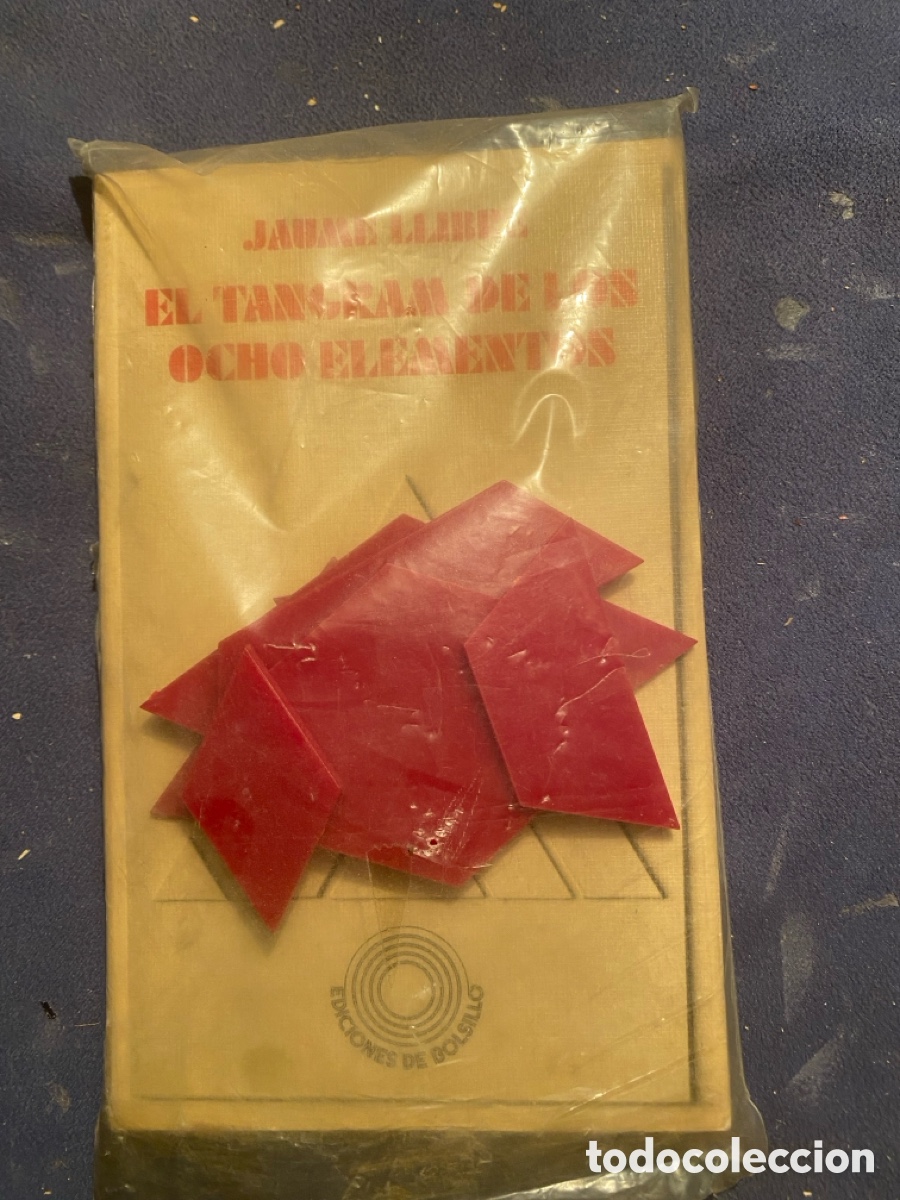 JAUME LLIBRE
EL TANGRAM DE LOS
OCHO ELEMENTOS
EDICIONES DE BOLSILLO
todocoleccion